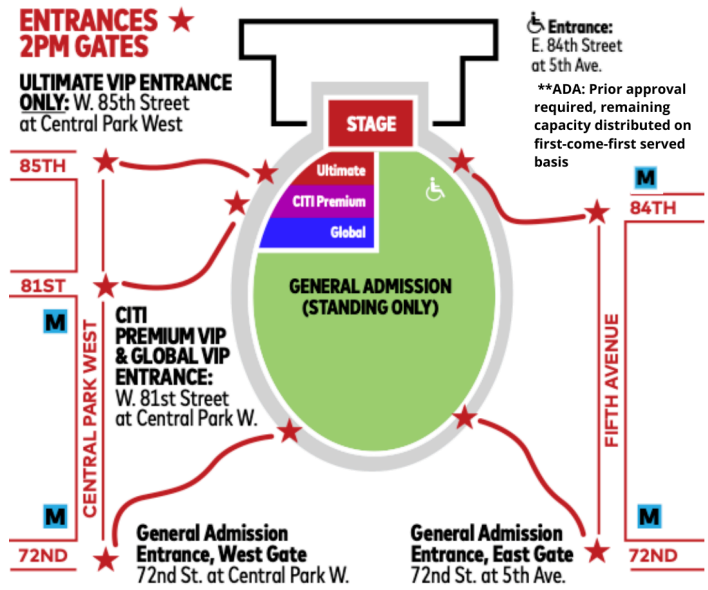 ENTRANCES
2PM GATES
ULTIMATE VIP ENTRANCE
ONLY: W. 85th Street
at Central Park West
Entrance:
E. 84th Street
at 5th Ave.
**ADA: Prior approval
required, remaining
capacity distributed on
first-come-first served
basis
STAGE
85TH
Ultimate
CITI Premium
Global
M
84TH
81ST
M
GENERAL ADMISSION
(STANDING ONLY)
CITI
PREMIUM VIP
& GLOBAL VIP
ENTRANCE:
W. 81st Street
at Central Park W.
CENTRAL PARK WEST
FIFTH AVENUE
M
M
72ND
General Admission
Entrance, West Gate
72nd St. at Central Park W.
General Admission
Entrance, East Gate
72nd St. at 5th Ave.
72ND